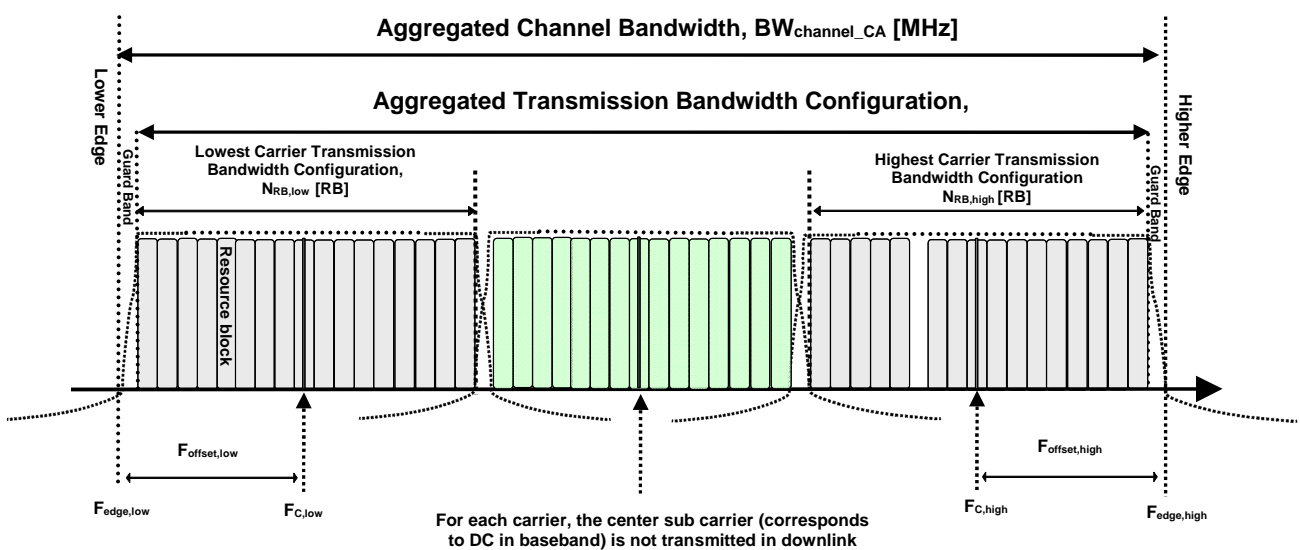 Aggregated Channel Bandwidth, BWchannel_CA [MHz]
Aggregated Transmission Bandwidth Configuration,
Lower Edge
Higher Edge
Guard Band
Lowest Carrier Transmission
Bandwidth Configuration,
NRB,low [RB]
Highest Carrier Transmission
Bandwidth Configuration
NRB,high [RB]
Guard Band
Resource block
Foffset,low
Foffset,high
Fedge,low
FC,low
FC,high
Fedge,high
For each carrier, the center sub carrier (corresponds
to DC in baseband) is not transmitted in downlink